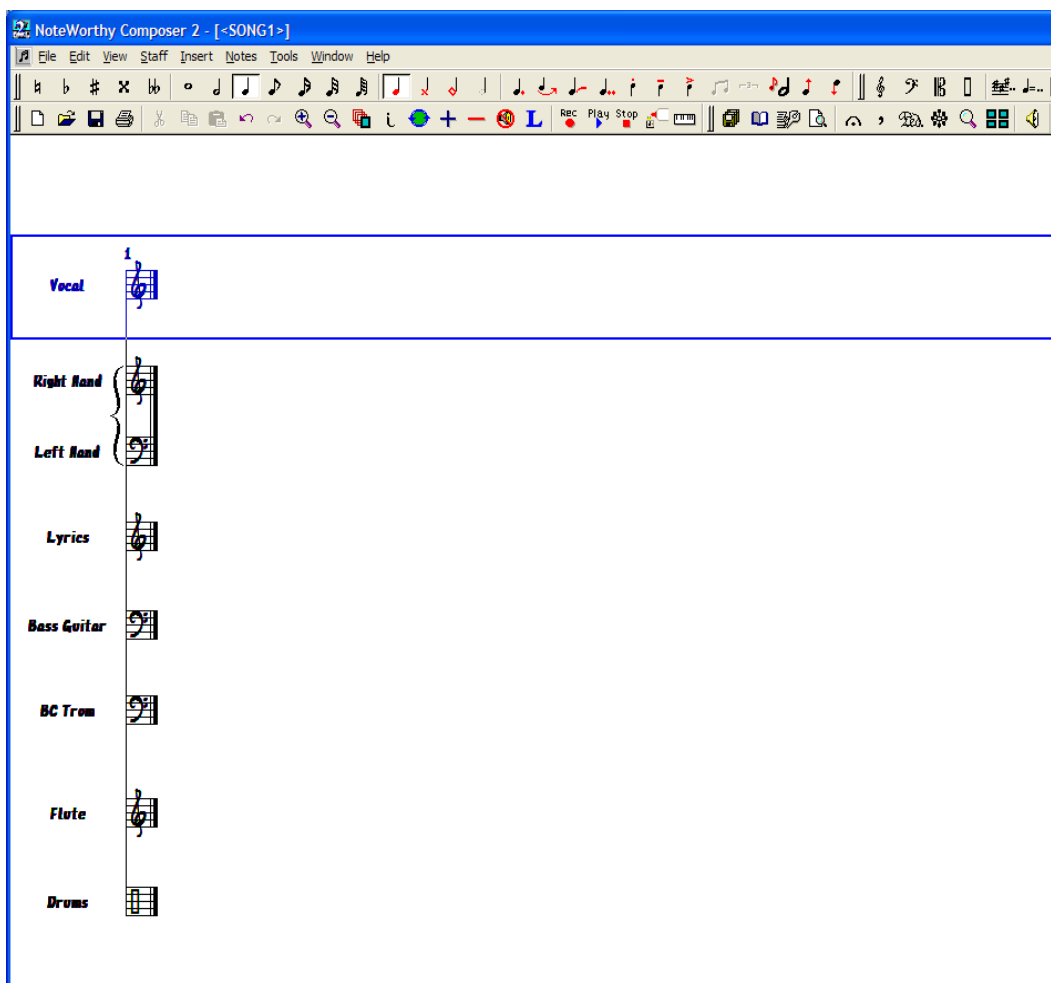 NoteWorthy Composer 2 - [<SONG1>]
File Edit View Staff Insert Notes Tools Window Help
Rec Play Stop
1
Vocal
Right Hand
Left Hand
Lyrics
Bass Guitar
BC Trom
Flute
Drums